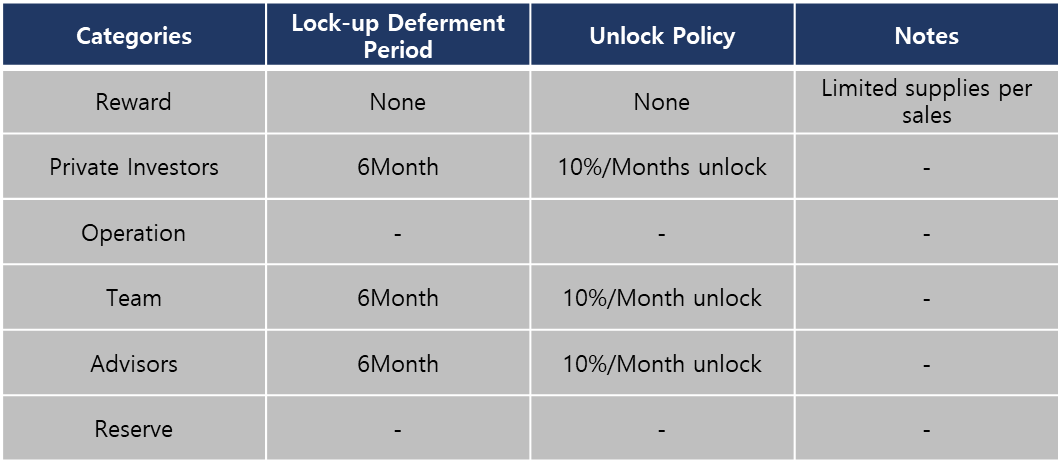 Categories
Lock-up Deferment
Period
Unlock Policy
Notes
Reward
None
None
Limited supplies per
sales
Private Investors
6Month
10%/Months unlock
-
Operation
-
-
-
Team
6Month
10%/Month unlock
-
Advisors
6Month
10%/Month unlock
-
Reserve
-
-
-